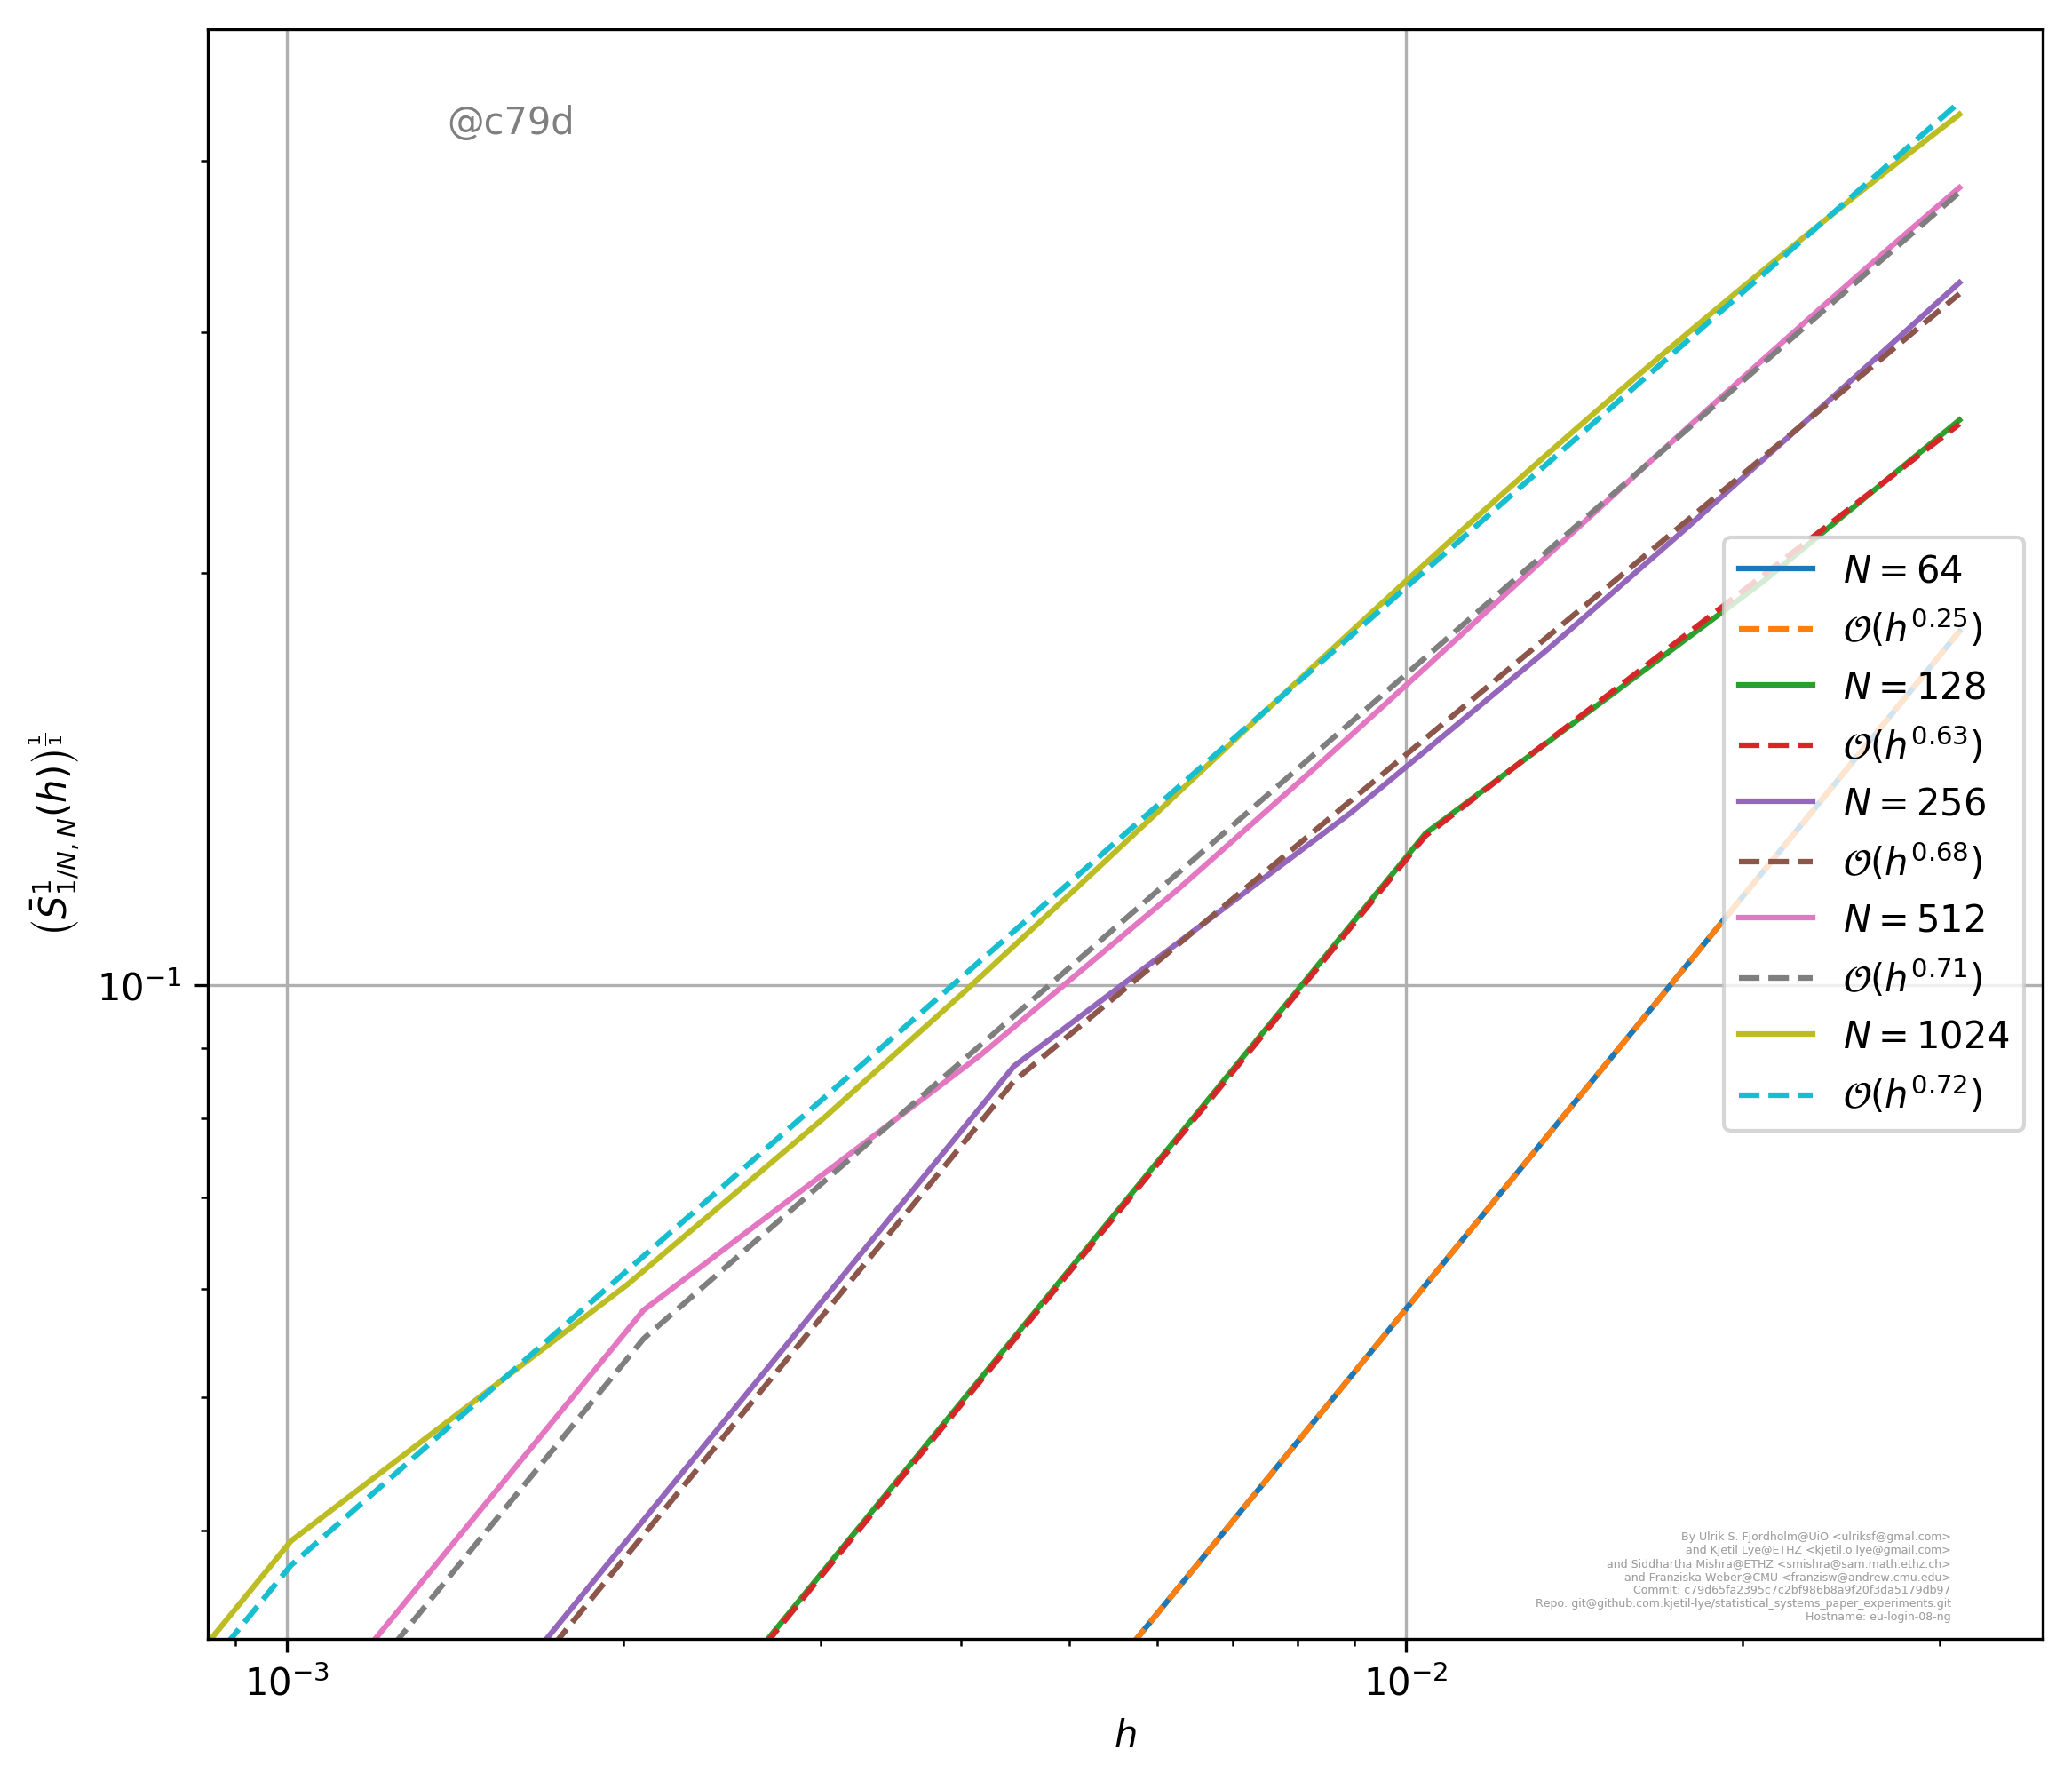 @c79d
(S̄¹₁/N, N(h))^(1/1)
10⁻¹
N = 64
𝒪(h^0.25)
N = 128
𝒪(h^0.63)
N = 256
𝒪(h^0.68)
N = 512
𝒪(h^0.71)
N = 1024
𝒪(h^0.72)
By Ulrik S. Fjordholm@UiO <ulriksf@gmal.com>
and Kjetil Lye@ETHZ <kjetil.o.lye@gmail.com>
and Siddhartha Mishra@ETHZ <smishra@sam.math.ethz.ch>
and Franziska Weber@CMU <franzisw@andrew.cmu.edu>
Commit: c79d65fa2395c7c2bf986b8a9f20f3da5179db97
Repo: git@github.com:kjetil-lye/statistical_systems_paper_experiments.git
Hostname: eu-login-08-ng
10⁻³
10⁻²
h